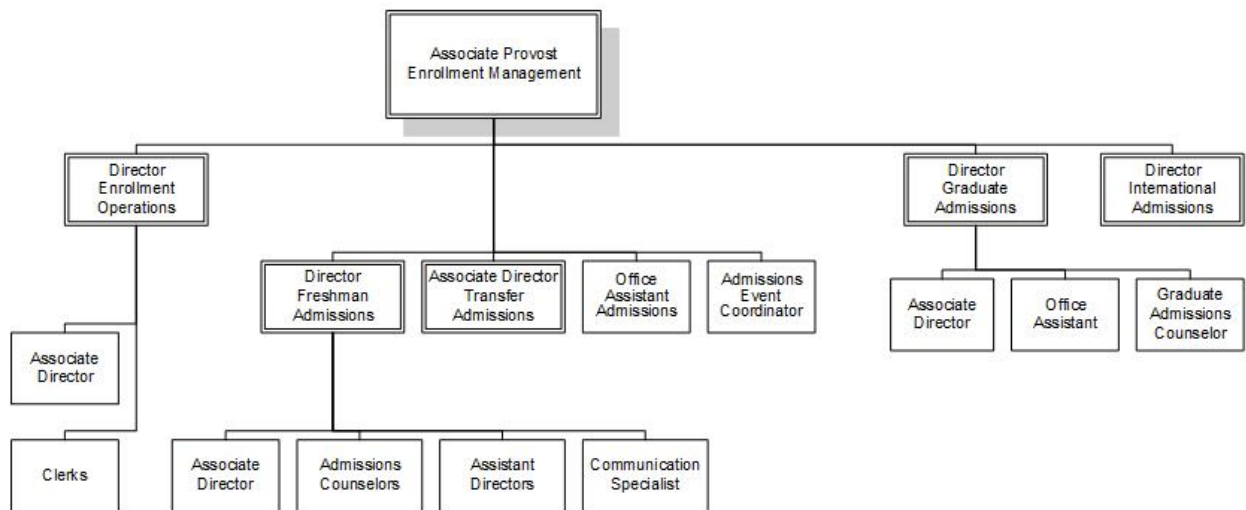 Associate Provost
Enrollment Management
Director
Enrollment
Operations
Director
Graduate
Admissions
Director
International
Admissions
Director
Freshman
Admissions
Associate Director
Transfer
Admissions
Office
Assistant
Admissions
Admissions
Event
Coordinator
Associate
Director
Office
Assistant
Graduate
Admissions
Counselor
Associate
Director
Clerks
Associate
Director
Admissions
Counselors
Assistant
Directors
Communication
Specialist